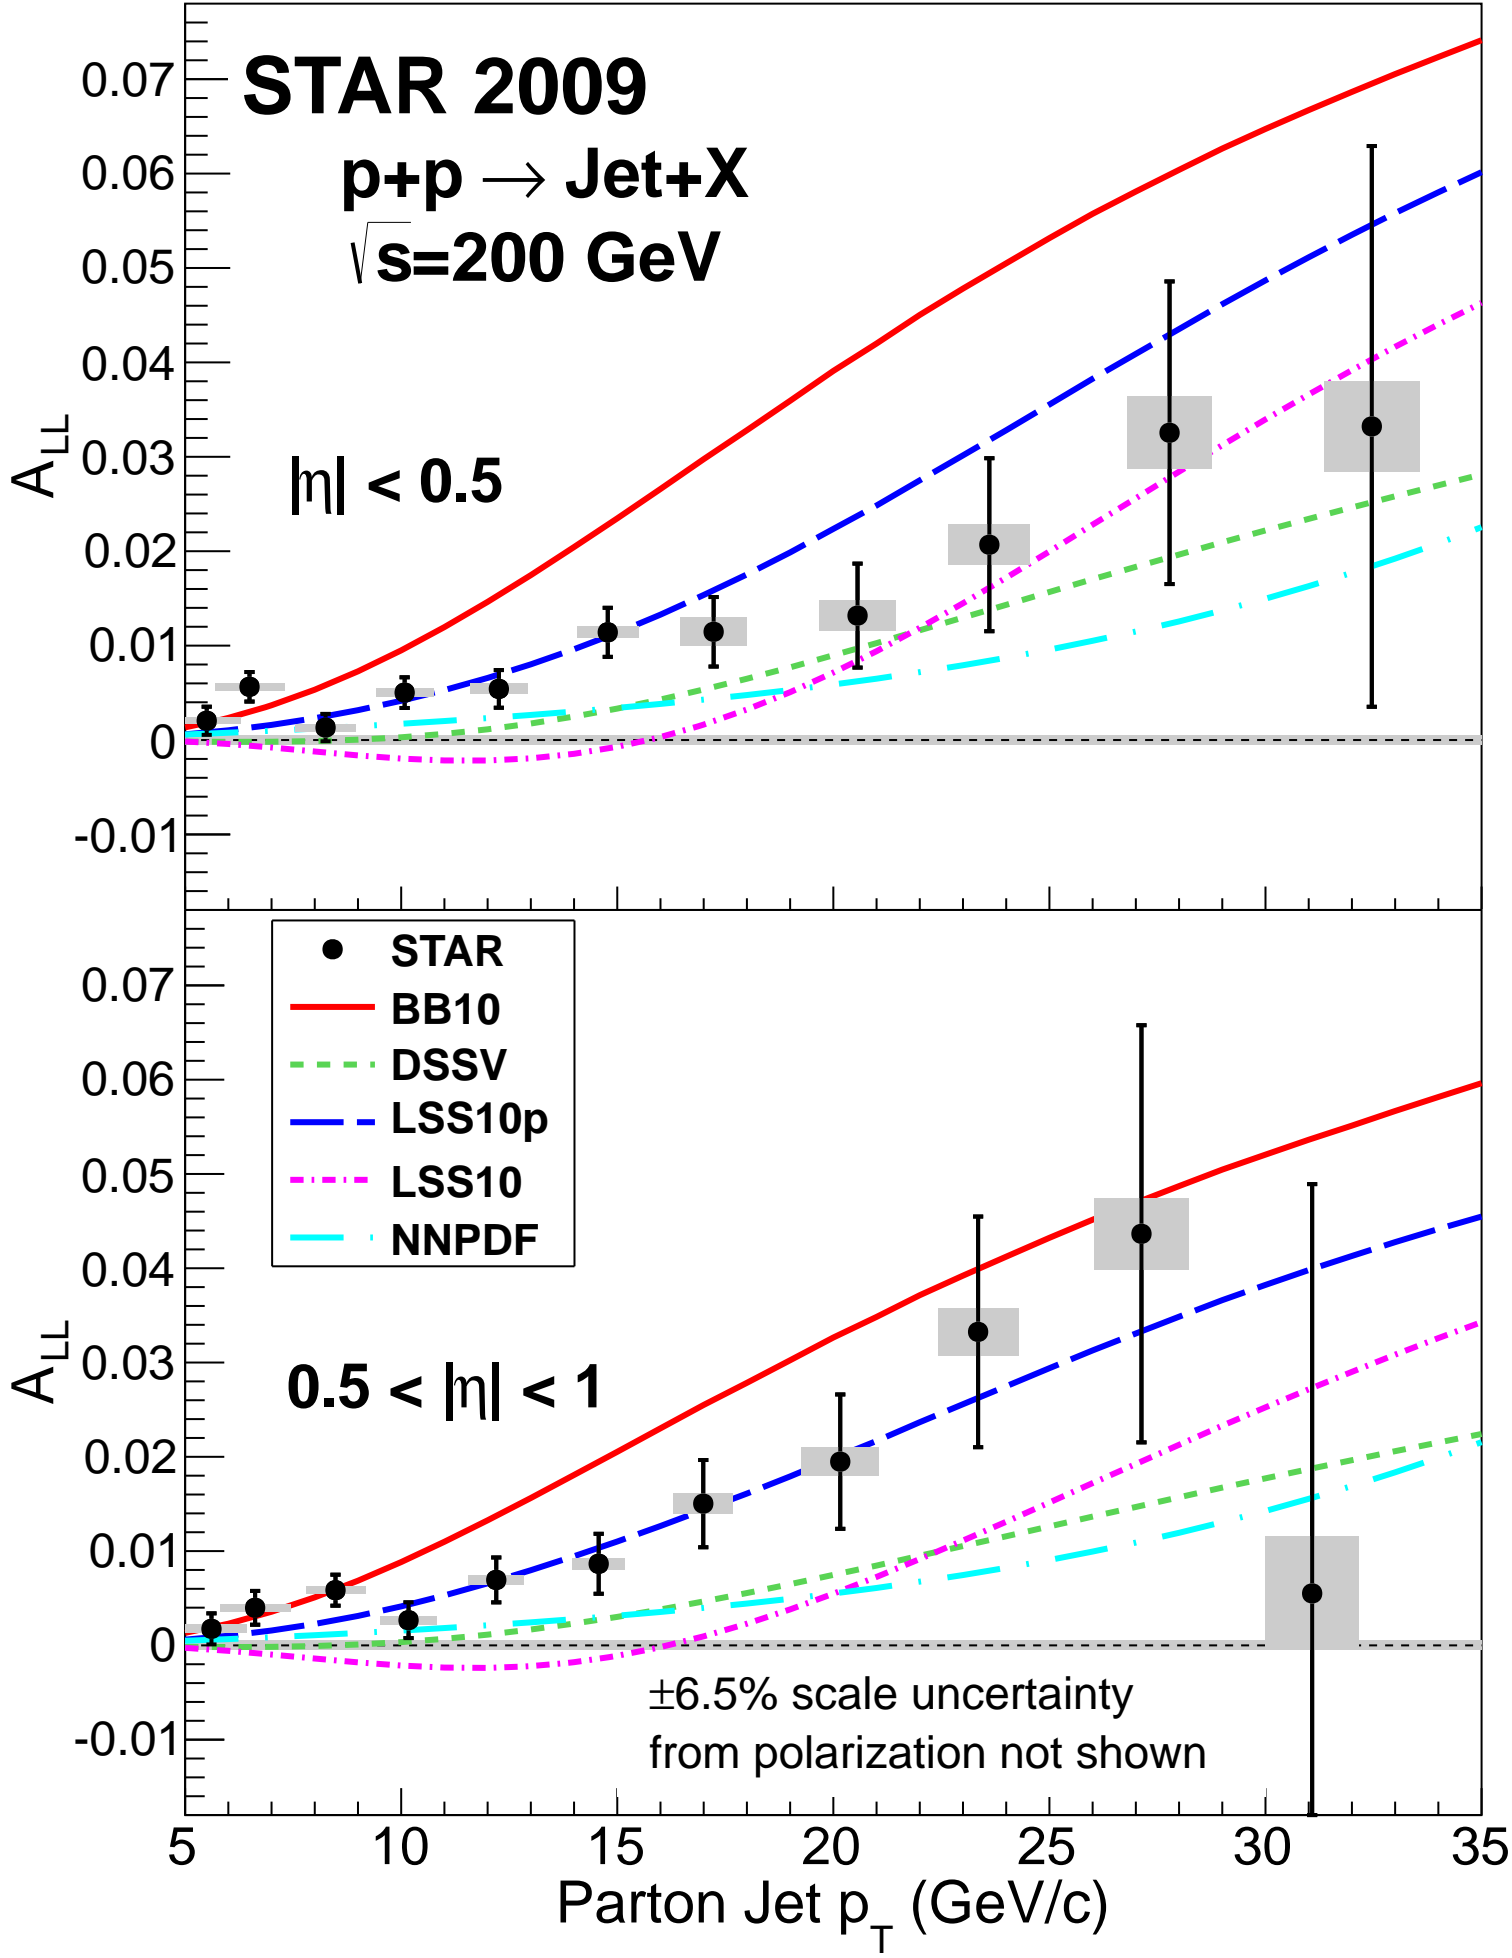 STAR 2009
p+p → Jet+X
√s=200 GeV
|η| < 0.5
A_LL
0.07
0.06
0.05
0.04
0.03
0.02
0.01
0
-0.01
STAR
BB10
DSSV
LSS10p
LSS10
NNPDF
0.5 < |η| < 1
A_LL
0.07
0.06
0.05
0.04
0.03
0.02
0.01
0
-0.01
±6.5% scale uncertainty
from polarization not shown
5 10 15 20 25 30 35
Parton Jet p_T (GeV/c)